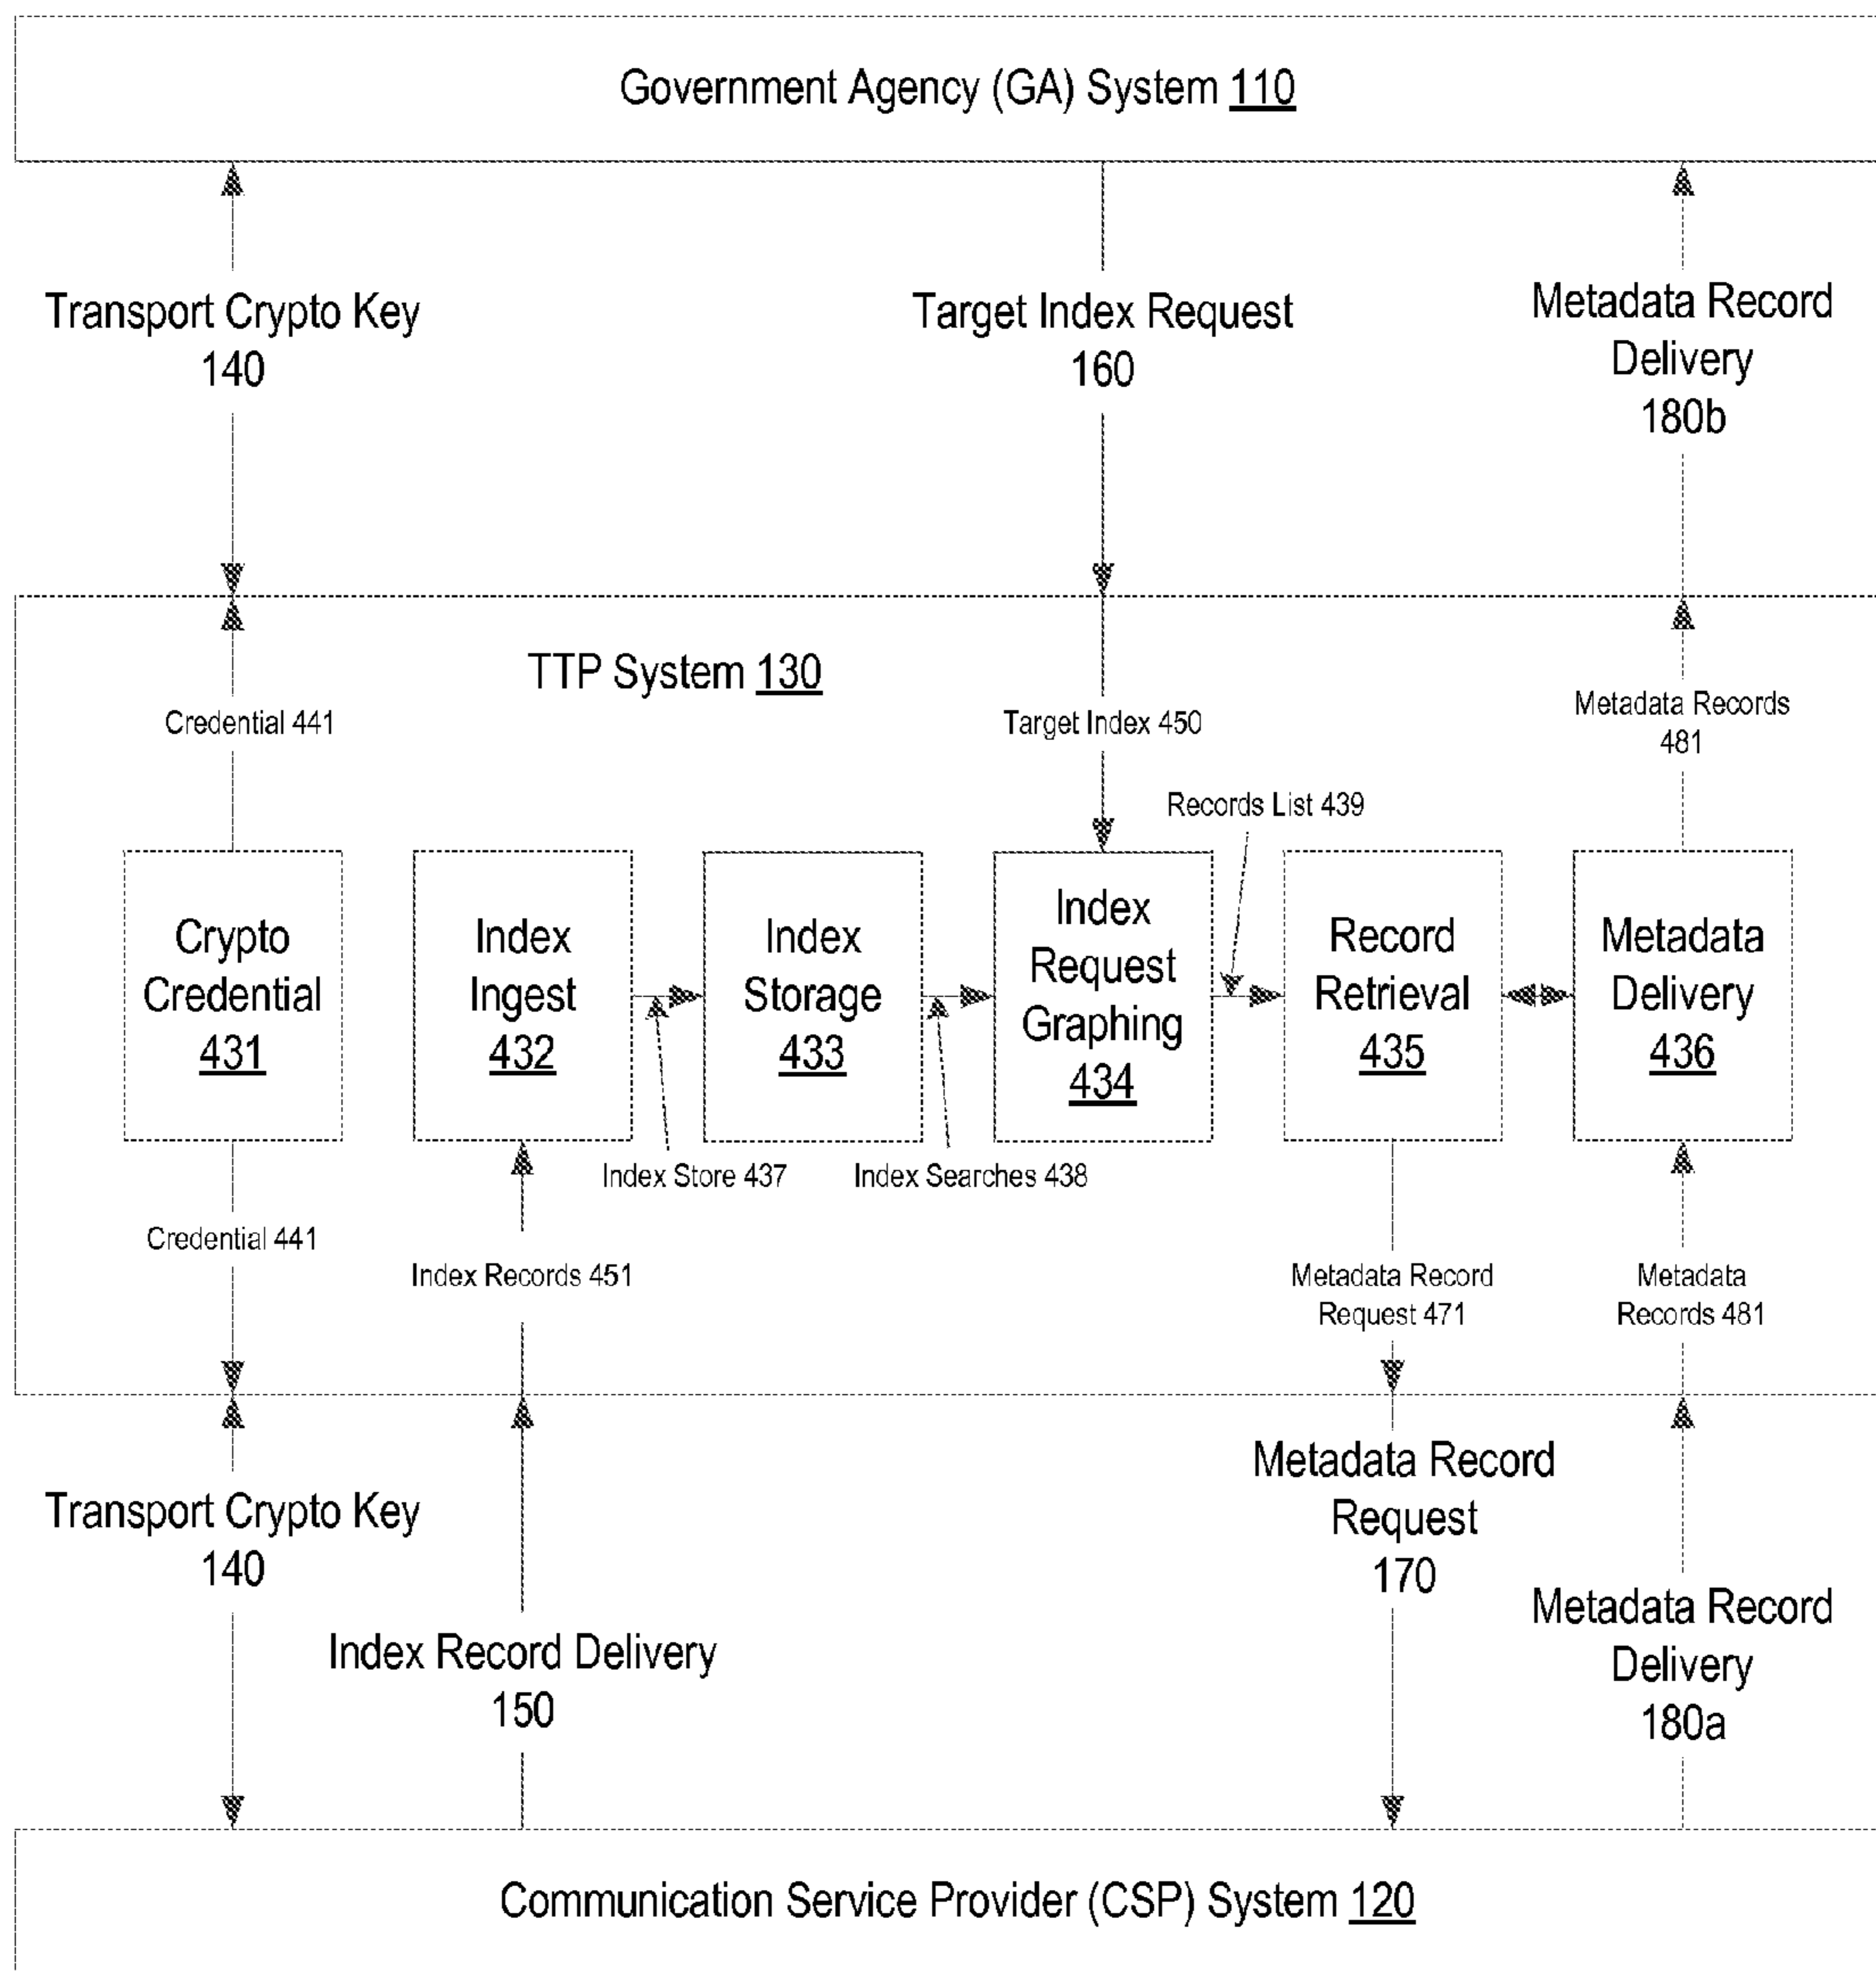 Government Agency (GA) System 110
Transport Crypto Key
140
Target Index Request
160
Metadata Record
Delivery
180b
TTP System 130
Credential 441
Target Index 450
Metadata Records
481
Records List 439
Crypto
Credential
431
Index
Ingest
432
Index
Storage
433
Index
Request
Graphing
434
Record
Retrieval
435
Metadata
Delivery
436
Index Store 437
Index Searches 438
Credential 441
Index Records 451
Metadata Record
Request 471
Metadata
Records 481
Transport Crypto Key
140
Index Record Delivery
150
Metadata Record
Request
170
Metadata Record
Delivery
180a
Communication Service Provider (CSP) System 120